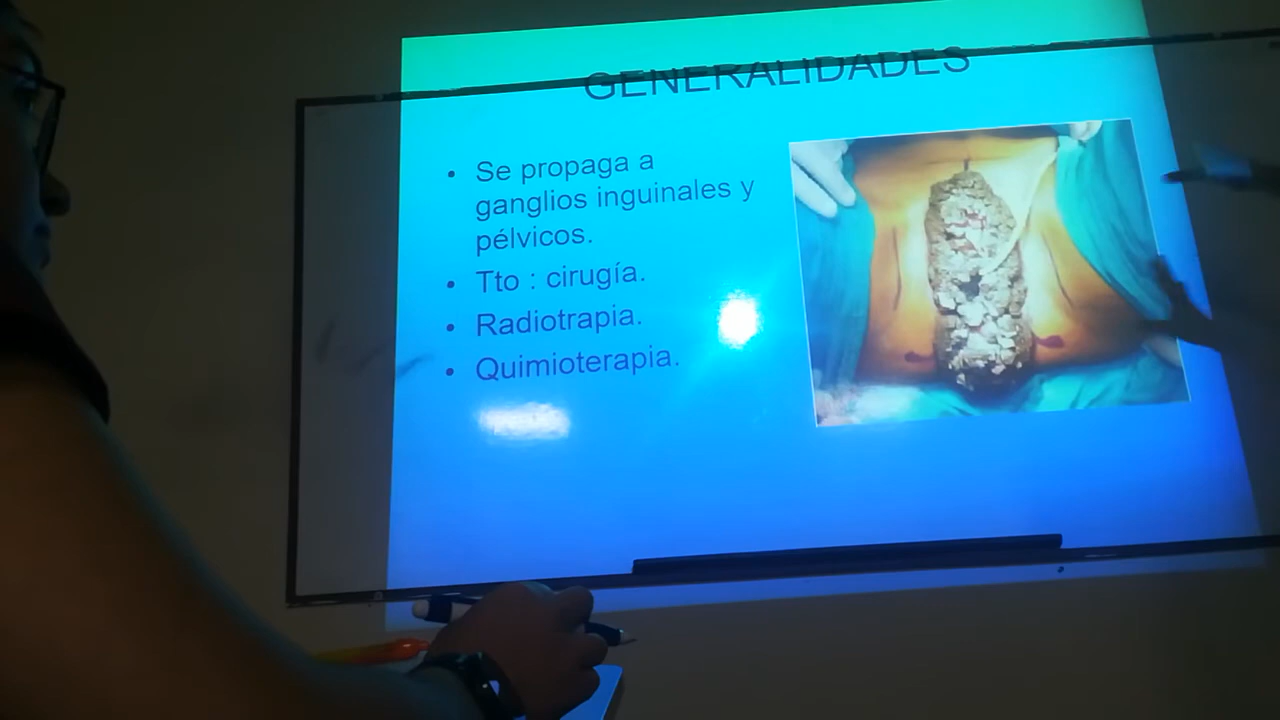 GENERALIDADES
• Se propaga a
ganglios inguinales y
pélvicos.
• Tto : cirugía.
• Radiotrapia.
• Quimioterapia.